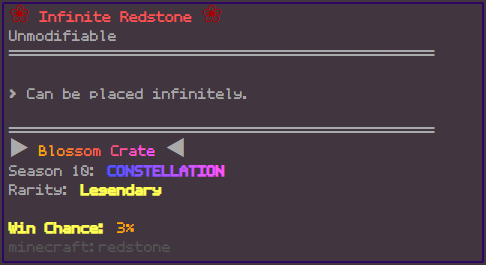 Infinite Redstone
Unmodifiable
> Can be placed infinitely.
▶ Blossom Crate ◀
Season 10: CONSTELLATION
Rarity: Legendary
Win Chance: 3%
minecraft:redstone